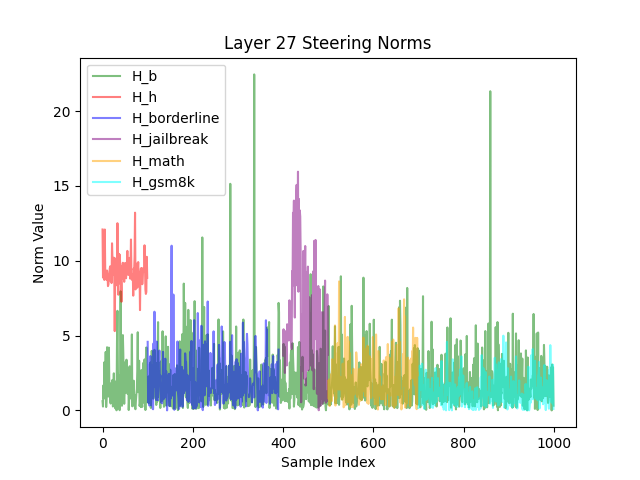 Layer 27 Steering Norms
H_b
H_h
H_borderline
H_jailbreak
H_math
H_gsm8k
Norm Value
20
15
10
5
0
0
200
400
600
800
1000
Sample Index